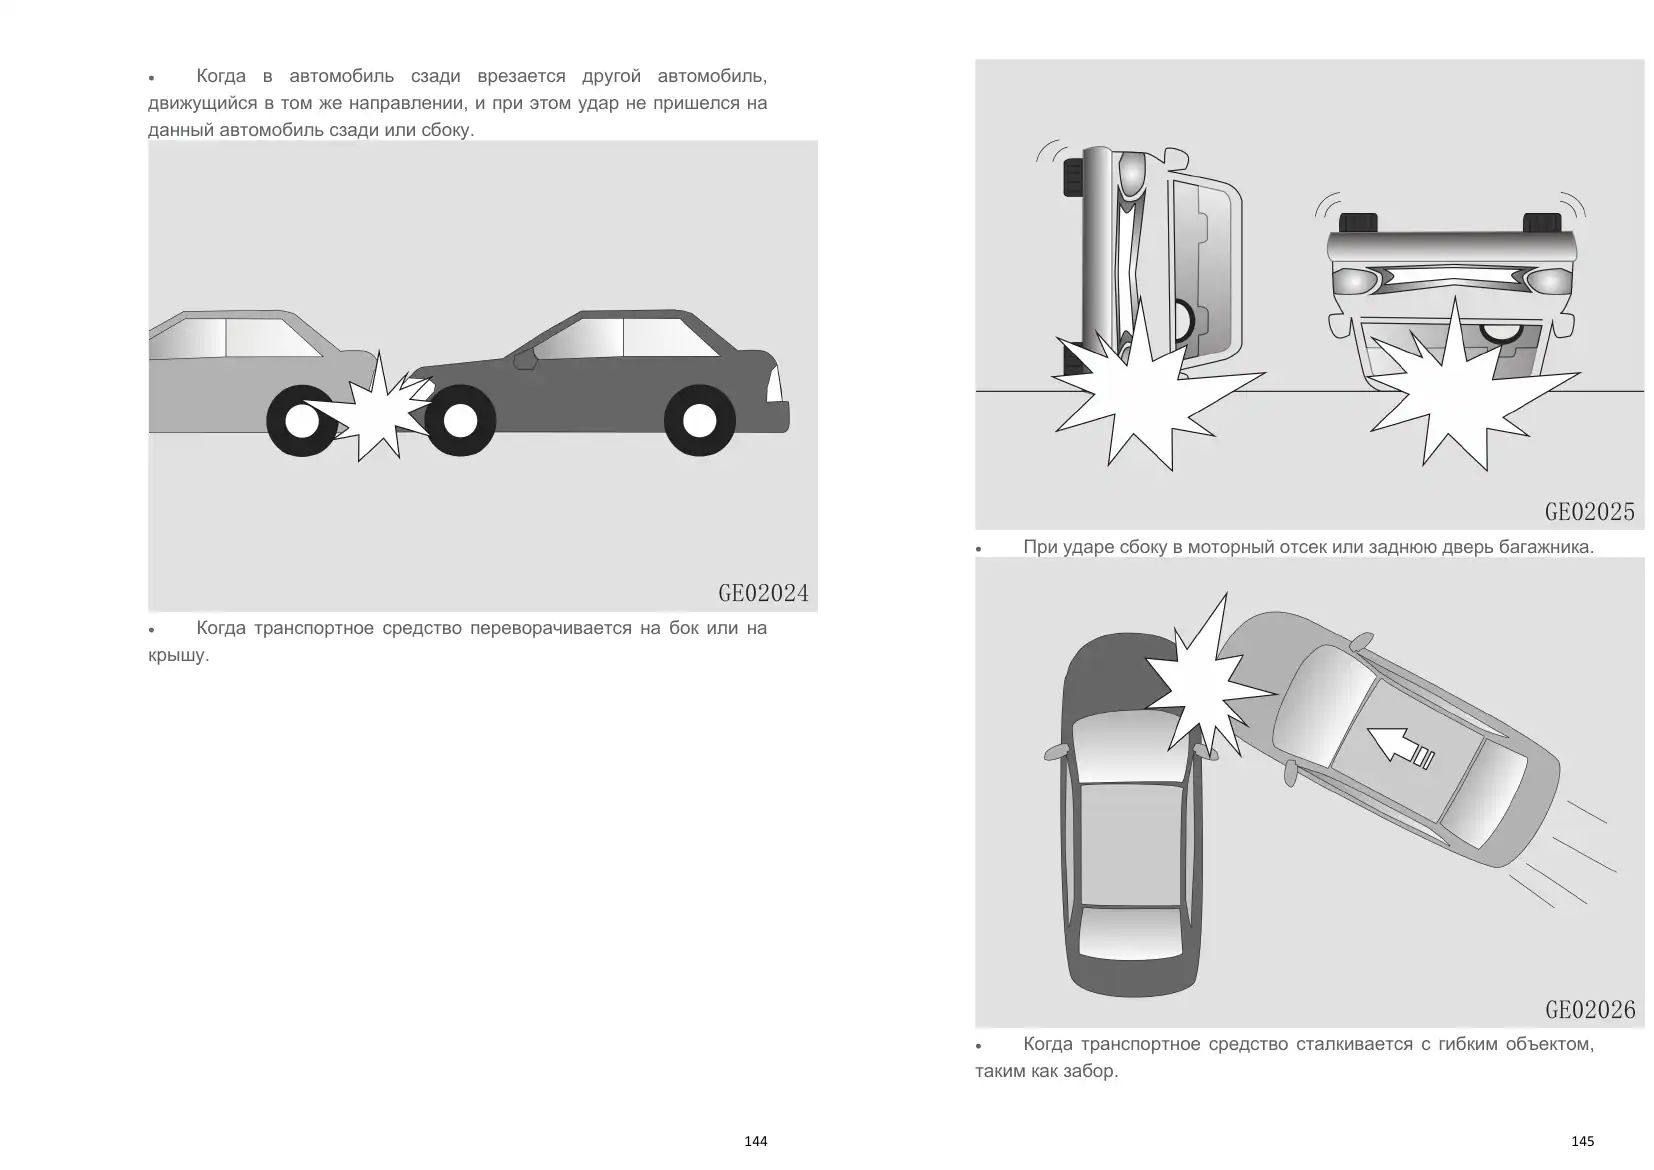 • Когда в автомобиль сзади врезается другой автомобиль,
движущийся в том же направлении, и при этом удар не пришелся на
данный автомобиль сзади или сбоку.
GE02024
• Когда транспортное средство переворачивается на бок или на
крышу.
144
GE02025
• При ударе сбоку в моторный отсек или заднюю дверь багажника.
GE02026
• Когда транспортное средство сталкивается с гибким объектом,
таким как забор.
145